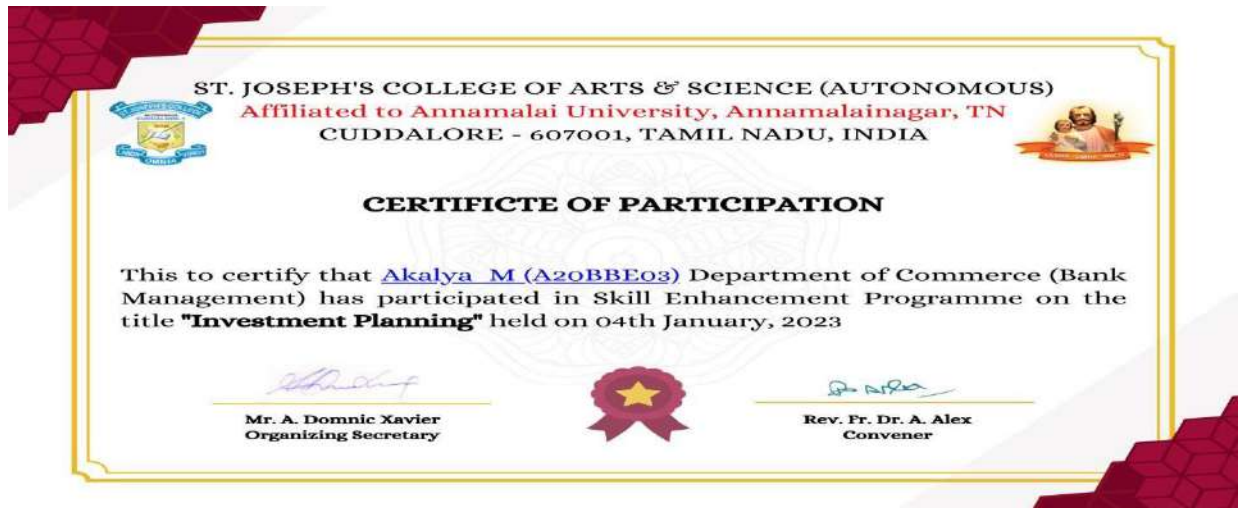 ST. JOSEPH'S COLLEGE OF ARTS & SCIENCE (AUTONOMOUS)
Affiliated to Annamalai University, Annamalainagar, TN
CUDDALORE - 607001, TAMIL NADU, INDIA
CERTIFICTE OF PARTICIPATION
This to certify that Akalya M (A20BBE03) Department of Commerce (Bank
Management) has participated in Skill Enhancement Programme on the
title "Investment Planning" held on 04th January, 2023
Mr. A. Domnic Xavier
Organizing Secretary
Rev. Fr. Dr. A. Alex
Convener